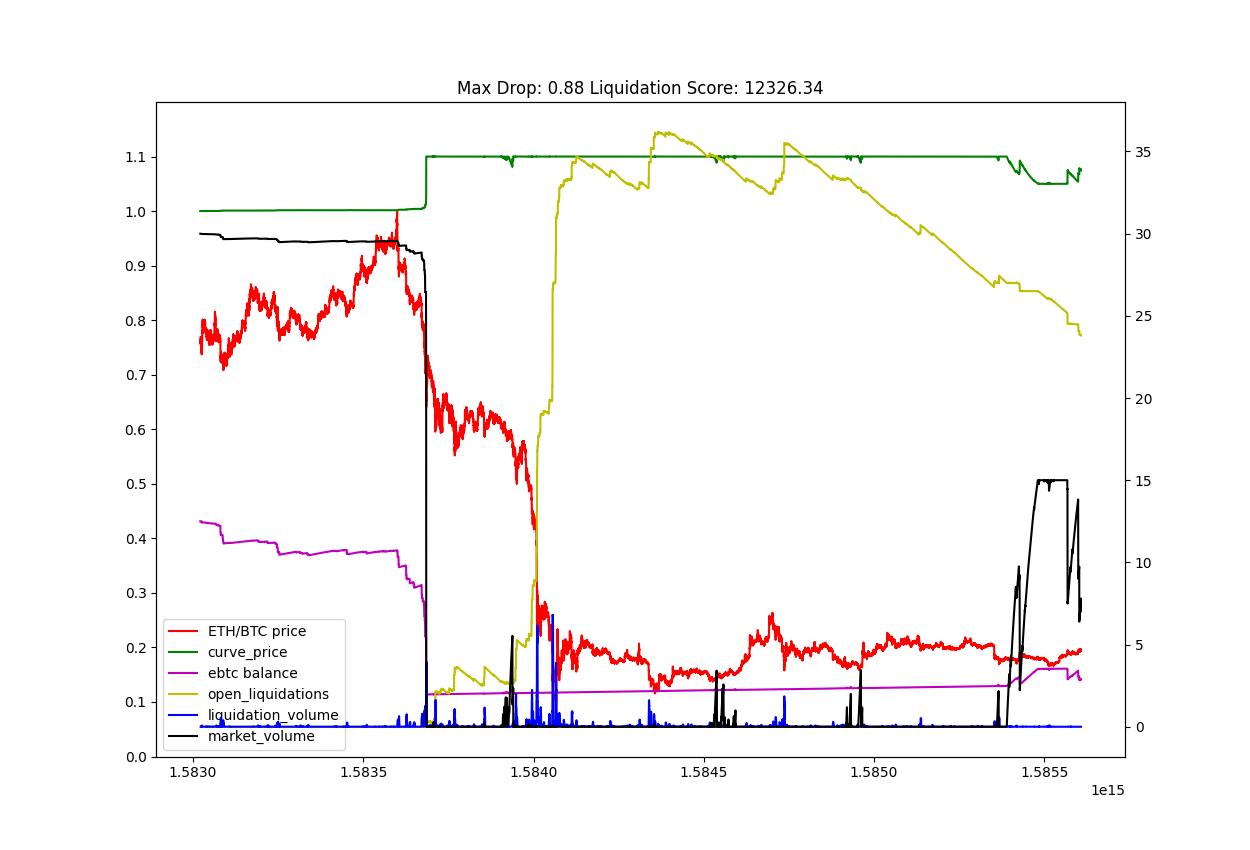 Max Drop: 0.88 Liquidation Score: 12326.34
1.1
1.0
0.9
0.8
0.7
0.6
0.5
0.4
0.3
0.2
0.1
0.0
35
30
25
20
15
10
5
0
ETH/BTC price
curve_price
ebtc balance
open_liquidations
liquidation_volume
market_volume
1.5830 1.5835 1.5840 1.5845 1.5850 1.5855
1e15